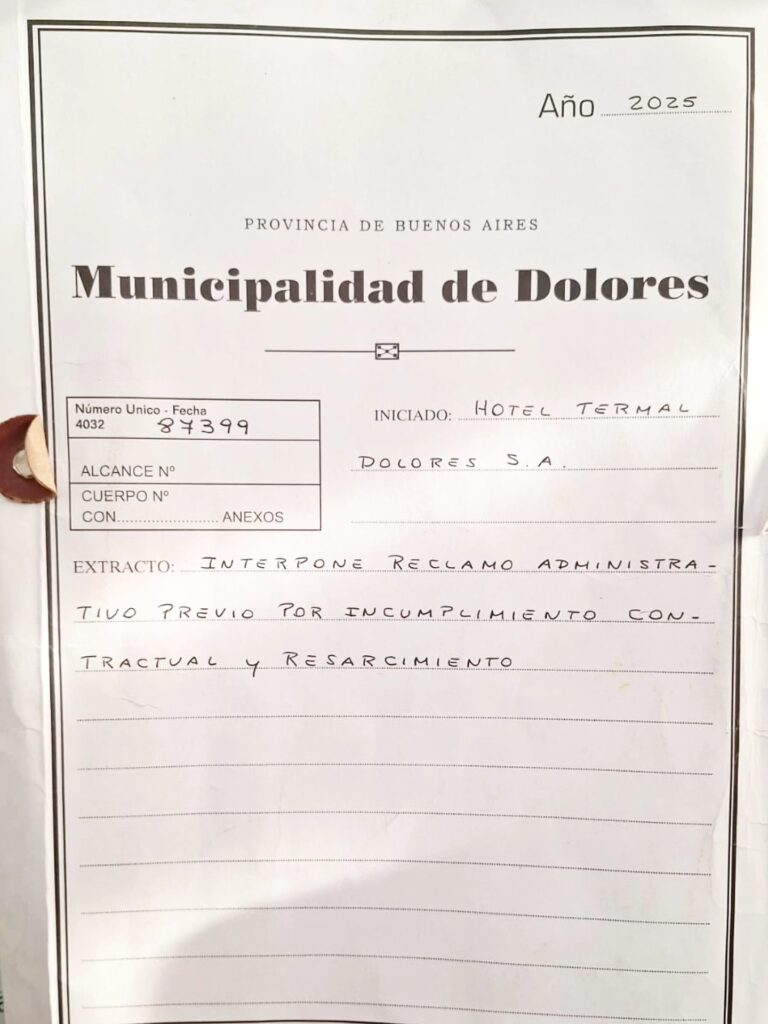 Año 2025
PROVINCIA DE BUENOS AIRES
Municipalidad de Dolores
Número Unico - Fecha
4032 87399
ALCANCE Nº
CUERPO Nº
CON........................ ANEXOS
INICIADO: HOTEL TERMAL
DOLORES S.A.
EXTRACTO: INTERPONE RECLAMO ADMINISTRA-
TIVO PREVIO POR INCUMPLIMIENTO CON-
TRACTUAL y RESARCIMIENTO